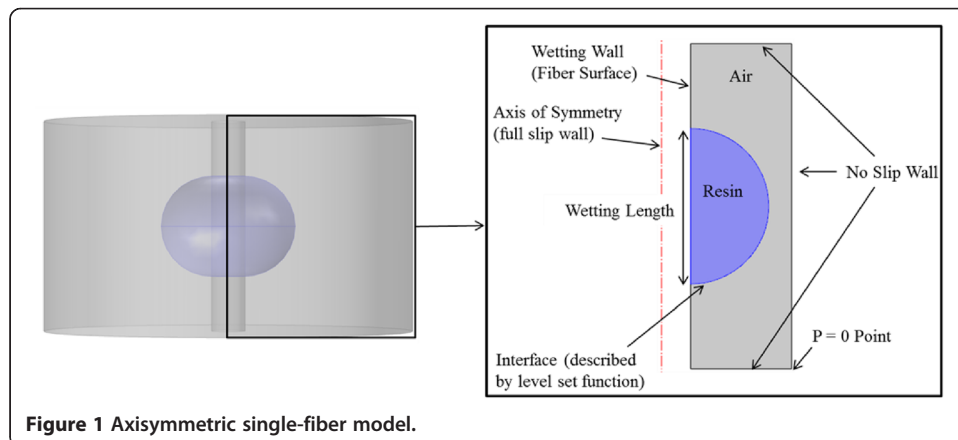 Wetting Wall
(Fiber Surface)
Air
Axis of Symmetry
(full slip wall)
Resin
No Slip Wall
Wetting Length
P = 0 Point
Interface (described
by level set function)
Figure 1 Axisymmetric single-fiber model.